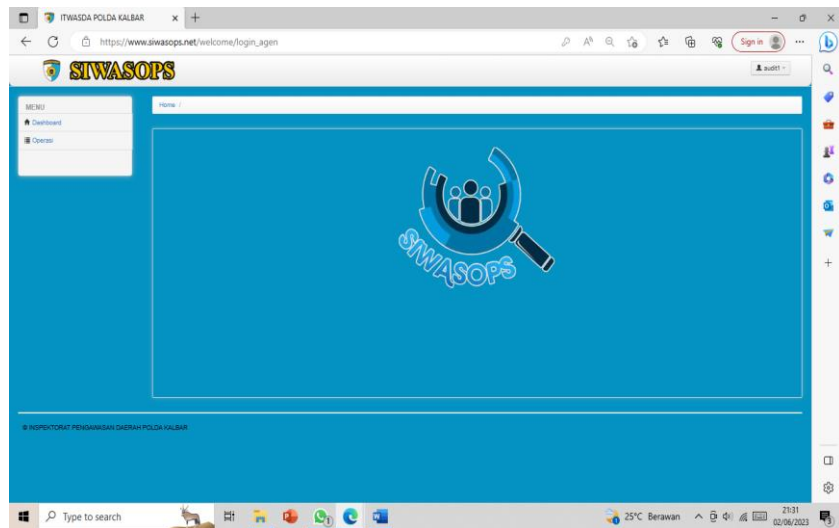 ITWASDA POLDA KALBAR
https://www.siwasops.net/welcome/login_agen
Sign in
SIWASOPS
audit1
MENU
Dashboard
Operasi
Home /
SIWASOPS
© INSPEKTORAT PENGAWASAN DAERAH POLDA KALBAR
Type to search
25°C Berawan
21:31
02/06/2023